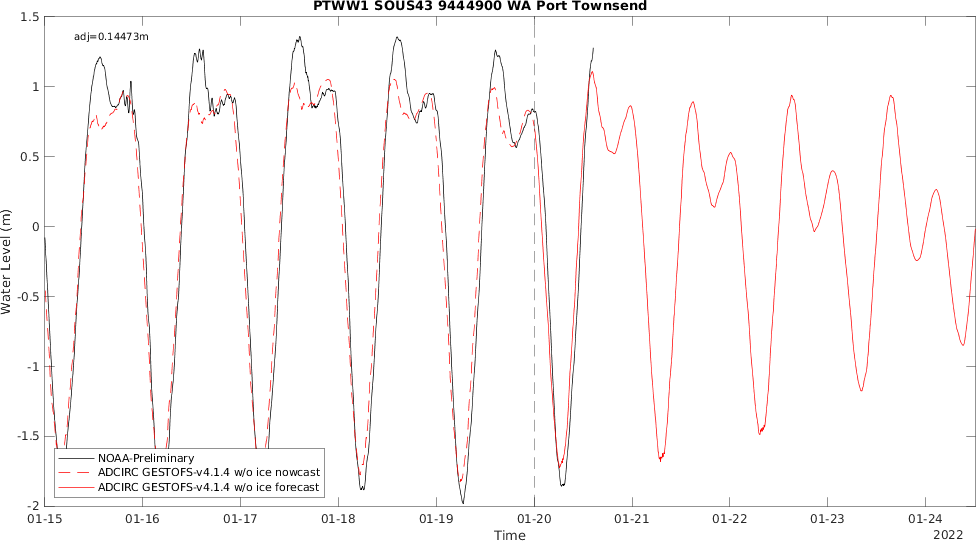 PTWW1 SOUS43 9444900 WA Port Townsend
adj=0.14473m
Water Level (m)
1.5
1
0.5
0
-0.5
-1
-1.5
-2
NOAA-Preliminary
ADCIRC GESTOFS-v4.1.4 w/o ice nowcast
ADCIRC GESTOFS-v4.1.4 w/o ice forecast
01-15 01-16 01-17 01-18 01-19 01-20 01-21 01-22 01-23 01-24
Time
2022